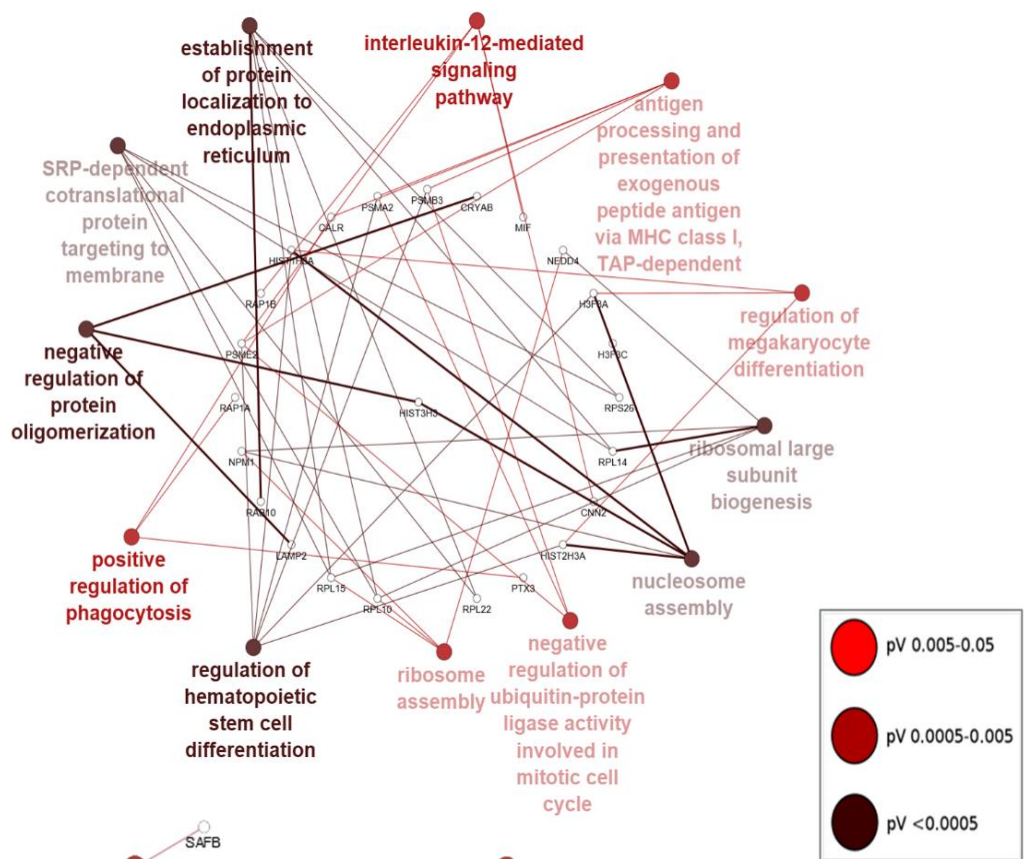 establishment
of protein
localization to
endoplasmic
reticulum
interleukin-12-mediated
signaling
pathway
antigen
processing and
presentation of
exogenous
peptide antigen
via MHC class I,
TAP-dependent
SRP-dependent
cotranslational
protein
targeting to
membrane
PSMA2
PSMB3
CRYAB
CALR
MIF
NEDD4
RAP1B
H3F3A
regulation of
megakaryocyte
differentiation
negative
regulation of
protein
oligomerization
PSME2
H3F3C
RAP1A
HIST3H3
RPS26
NPM1
RPL14
ribosomal large
subunit
biogenesis
RAB10
CNN2
LAMP2
HIST2H3A
positive
regulation of
phagocytosis
RPL15
RPL10
RPL22
PTX3
nucleosome
assembly
regulation of
hematopoietic
stem cell
differentiation
ribosome
assembly
negative
regulation of
ubiquitin-protein
ligase activity
involved in
mitotic cell
cycle
pV 0.005-0.05
pV 0.0005-0.005
pV <0.0005
SAFB